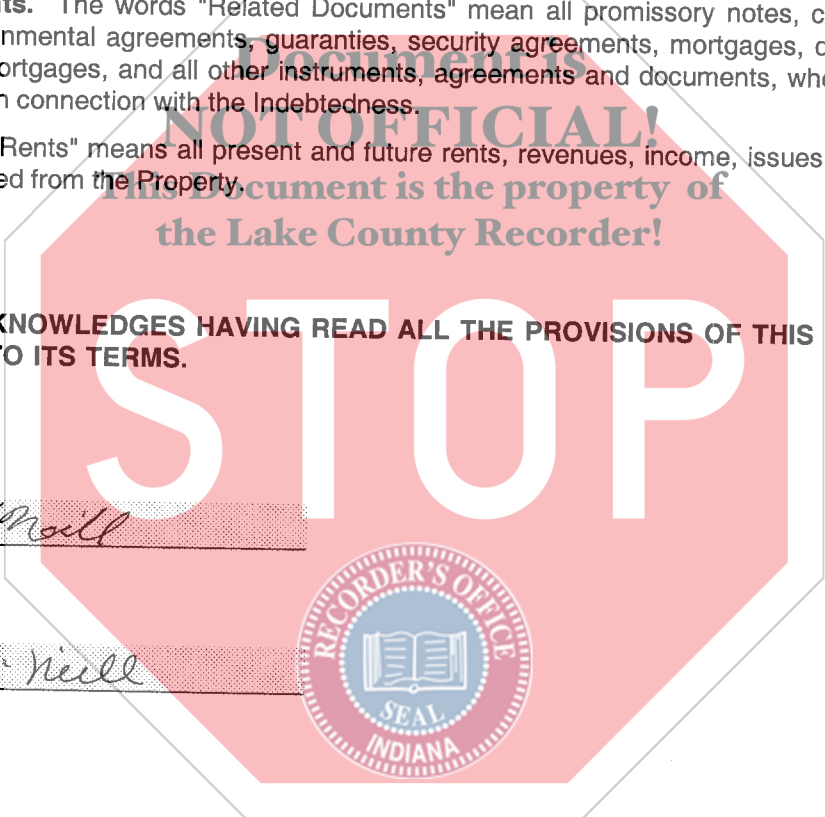 nts. The words "Related Documents" mean all promissory notes, c
nmental agreements, guaranties, security agreements, mortgages, d
ortgages, and all other instruments, agreements and documents, whe
n connection with the Indebtedness.
Rents" means all present and future rents, revenues, income, issues
ed from the Property.
Document is
NOT OFFICIAL!
This Document is the property of
the Lake County Recorder!
KNOWLEDGES HAVING READ ALL THE PROVISIONS OF THIS
TO ITS TERMS.
STOP
Neill
Neill
RECORDER'S OFFICE
SEAL
INDIANA